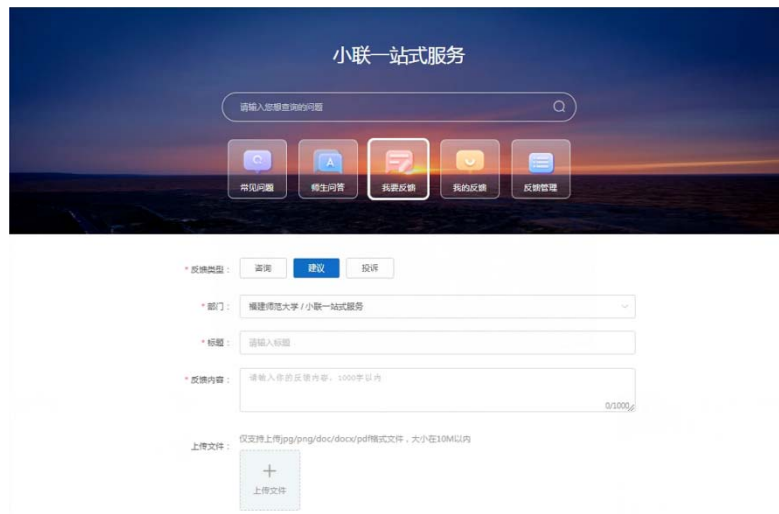 小联一站式服务
请输入您想查询的问题
常见问题 师生问答 我要反馈 我的反馈 反馈管理
* 反馈类型： 咨询 建议 投诉
* 部门： 福建师范大学 / 小联一站式服务
* 标题： 请输入标题
* 反馈内容： 请输入你的反馈内容，1000字以内
0/1000
上传文件： 仅支持上传jpg/png/doc/docx/pdf格式文件，大小在10M以内
上传文件